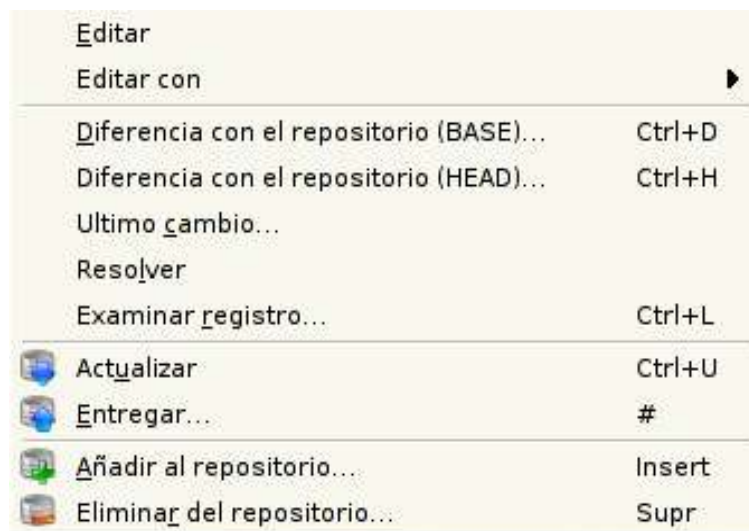 Editar
Editar con
Diferencia con el repositorio (BASE)... Ctrl+D
Diferencia con el repositorio (HEAD)... Ctrl+H
Ultimo cambio...
Resolver
Examinar registro... Ctrl+L
Actualizar Ctrl+U
Entregar... #
Añadir al repositorio... Insert
Eliminar del repositorio... Supr